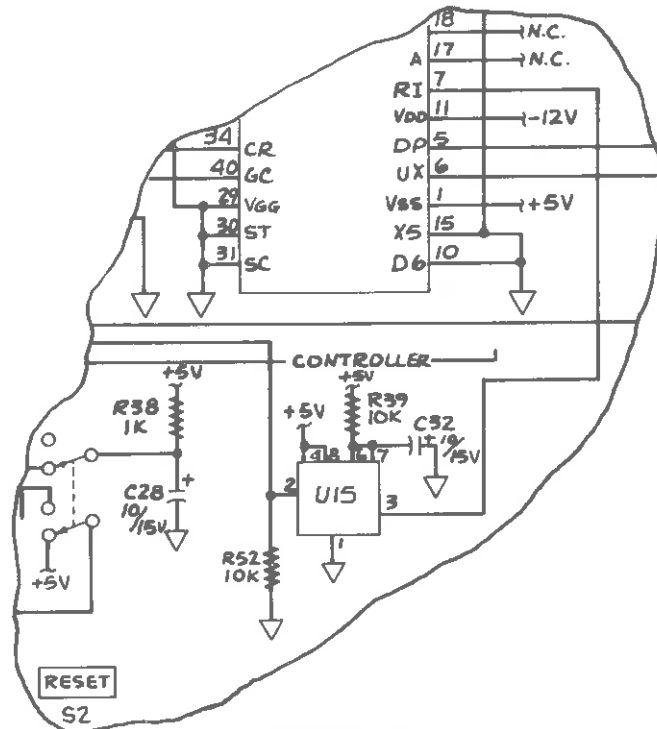 18 N.C.
A 17 N.C.
RI 7
VDD 11 -12V
34 CR DP 5
40 GC UX 6
29 VGG VSS 1 +5V
30 ST X5 15
31 SC D6 10
CONTROLLER
+5V +5V
R38 1K
R39 10K
+5V
C32
+ 10/15V
4 8 6 7
2 U15 3
C28 +
10/15V
1
R52
10K
+5V
RESET
S2